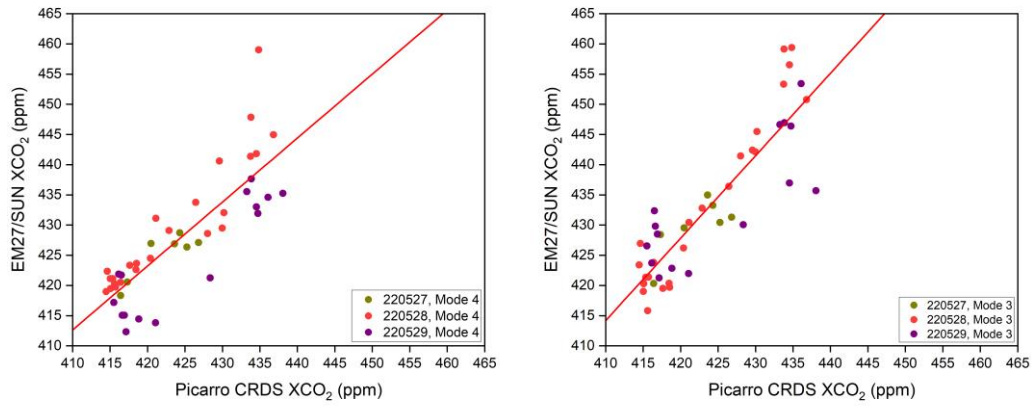 465
460
455
450
445
440
435
430
425
420
415
410
EM27/SUN XCO₂ (ppm)
220527, Mode 4
220528, Mode 4
220529, Mode 4
410 415 420 425 430 435 440 445 450 455 460 465
Picarro CRDS XCO₂ (ppm)
465
460
455
450
445
440
435
430
425
420
415
410
EM27/SUN XCO₂ (ppm)
220527, Mode 3
220528, Mode 3
220529, Mode 3
410 415 420 425 430 435 440 445 450 455 460 465
Picarro CRDS XCO₂ (ppm)